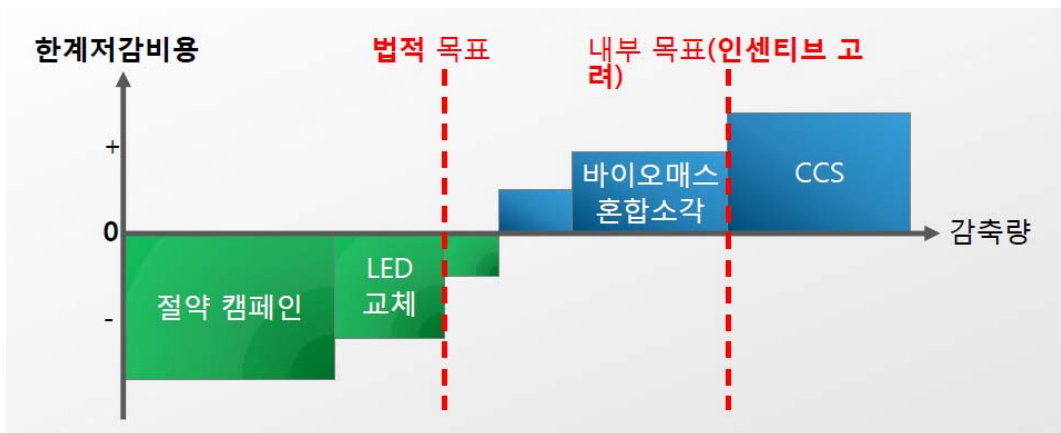 한계저감비용
법적 목표
내부 목표(인센티브 고
려)
+
0
-
절약 캠페인
LED
교체
바이오매스
혼합소각
CCS
감축량